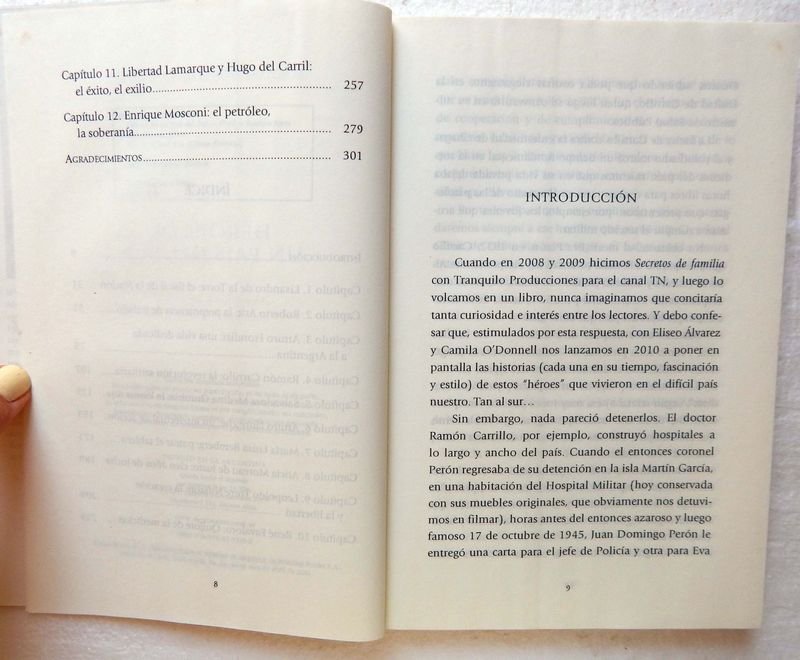 Capítulo 11. Libertad Lamarque y Hugo del Carril:
el éxito, el exilio.................................................... 257
Capítulo 12. Enrique Mosconi: el petróleo,
la soberanía......................................................... 279
Agradecimientos..................................................... 301
8
INTRODUCCIÓN
Cuando en 2008 y 2009 hicimos Secretos de familia
con Tranquilo Producciones para el canal TN, y luego lo
volcamos en un libro, nunca imaginamos que concitaría
tanta curiosidad e interés entre los lectores. Y debo confe-
sar que, estimulados por esta respuesta, con Eliseo Álvarez
y Camila O’Donnell nos lanzamos en 2010 a poner en
pantalla las historias (cada una en su tiempo, fascinación
y estilo) de estos “héroes” que vivieron en el difícil país
nuestro. Tan al sur...
Sin embargo, nada pareció detenerlos. El doctor
Ramón Carrillo, por ejemplo, construyó hospitales a
lo largo y ancho del país. Cuando el entonces coronel
Perón regresaba de su detención en la isla Martín García,
en una habitación del Hospital Militar (hoy conservada
con sus muebles originales, que obviamente nos detuvi-
mos en filmar), horas antes del entonces azaroso y luego
famoso 17 de octubre de 1945, Juan Domingo Perón le
entregó una carta para el jefe de Policía y otra para Eva
9